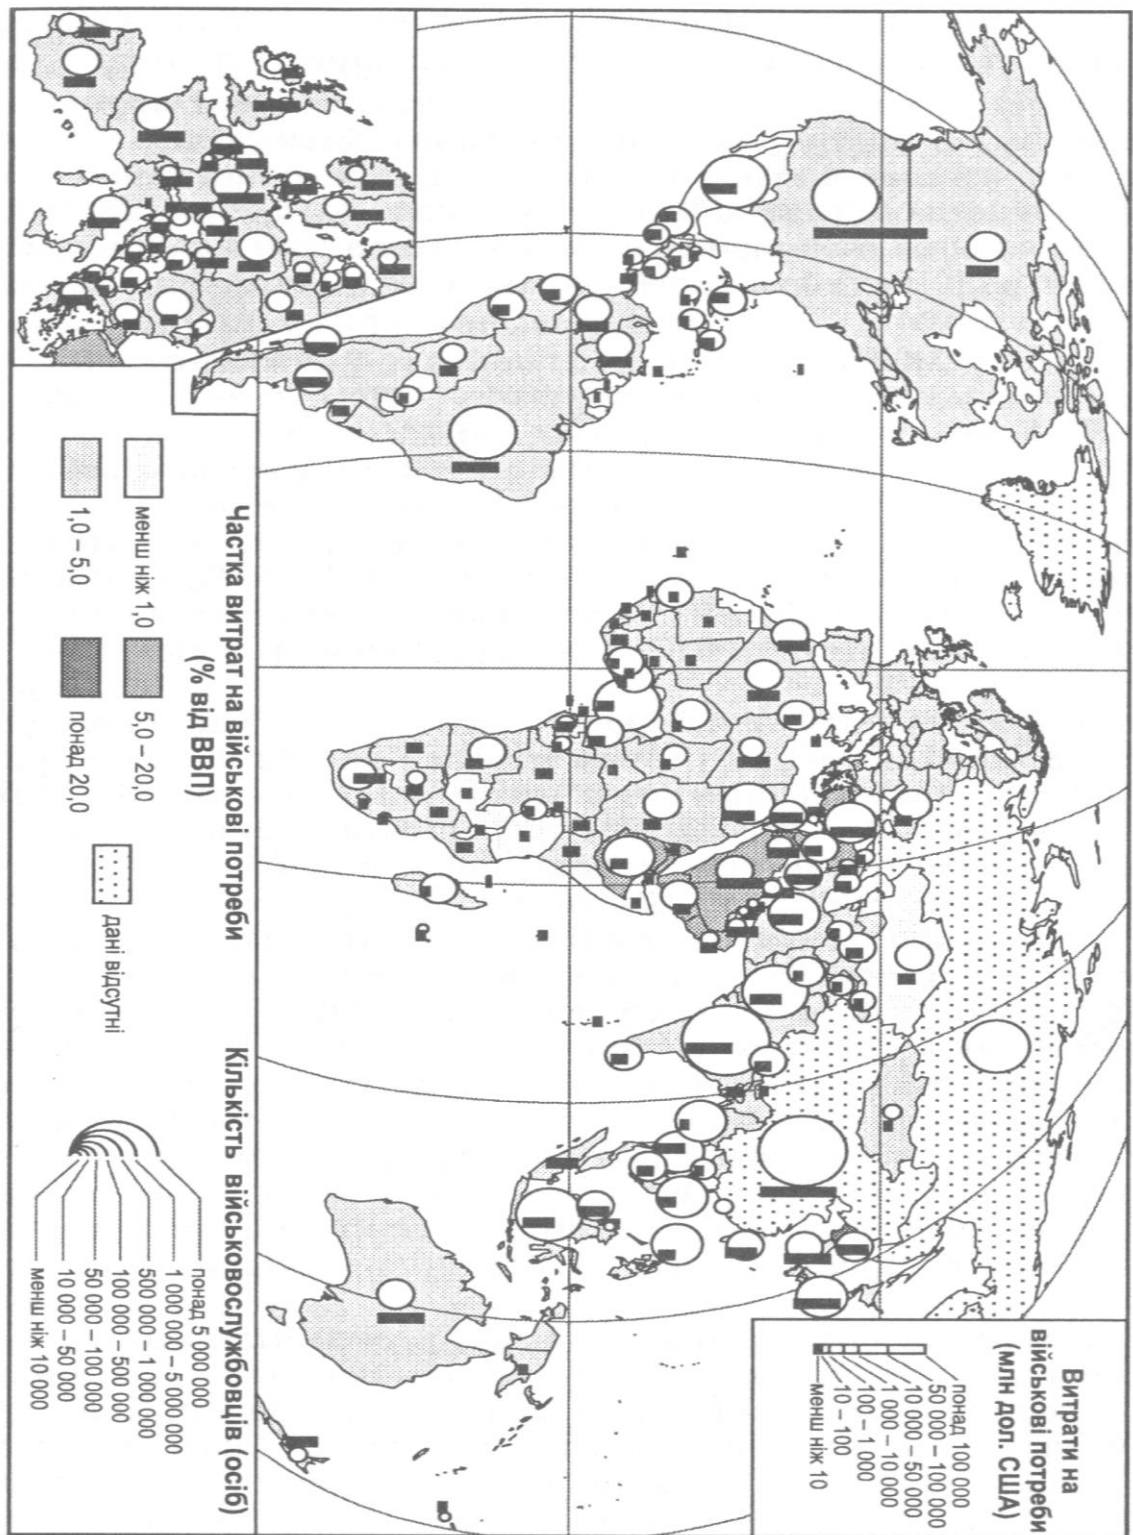 Витрати на
військові потреби
(млн дол. США)
понад 100 000
50 000 – 100 000
10 000 – 50 000
1 000 – 10 000
100 – 1 000
10 – 100
менш ніж 10
Частка витрат на військові потреби
(% від ВВП)
менш ніж 1,0
1,0 – 5,0
5,0 – 20,0
понад 20,0
дані відсутні
Кількість військовослужбовців (осіб)
понад 5 000 000
1 000 000 – 5 000 000
500 000 – 1 000 000
100 000 – 500 000
50 000 – 100 000
10 000 – 50 000
менш ніж 10 000